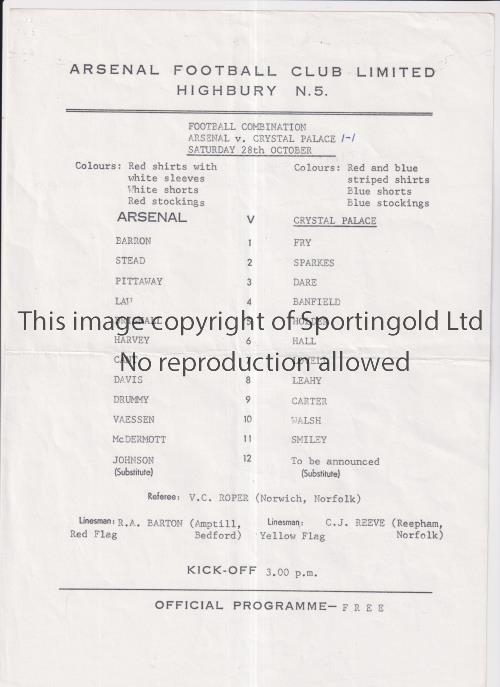 ARSENAL FOOTBALL CLUB LIMITED
HIGHBURY N.5.
FOOTBALL COMBINATION
ARSENAL v. CRYSTAL PALACE 1-1
SATURDAY 28th OCTOBER
Colours: Red shirts with white sleeves
White shorts
Red stockings
Colours: Red and blue striped shirts
Blue shorts
Blue stockings
ARSENAL V CRYSTAL PALACE
BARRON 1 FRY
STEAD 2 SPARKES
PITTAWAY 3 DARE
4 BANFIELD
This image copyright of Sportingold Ltd
HARVEY 6 HALL
No reproduction allowed
DAVIS 8 LEAHY
DRUMMY 9 CARTER
VAESSEN 10 WALSH
McDERMOTT 11 SMILEY
JOHNSON 12 To be announced
(Substitute) (Substitute)
Referee: V.C. ROPER (Norwich, Norfolk)
Linesman: R.A. BARTON (Amptill, Bedford)
Red Flag
Linesman: C.J. REEVE (Reepham, Norfolk)
Yellow Flag
KICK-OFF 3.00 p.m.
OFFICIAL PROGRAMME- FREE